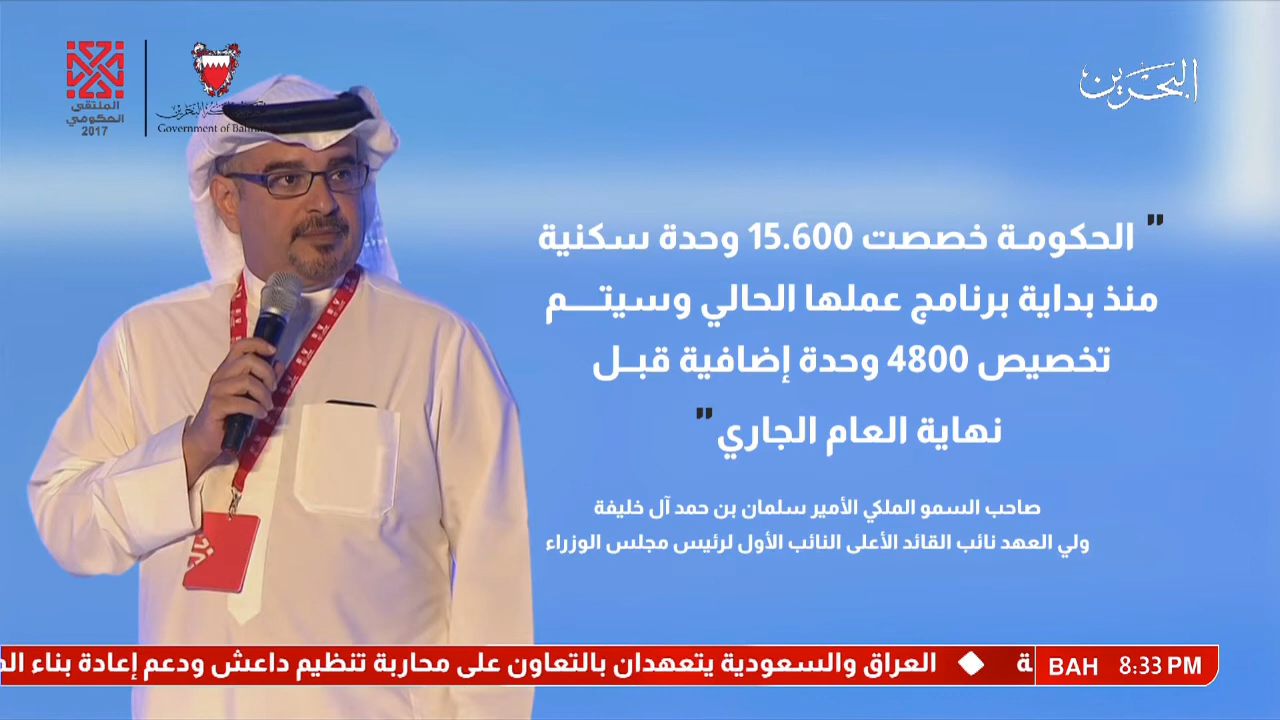 الملتقى
الحكومي
2017
Government of
البحرين
" الحكومة خصصت 15.600 وحدة سكنية
منذ بداية برنامج عملها الحالي وسيتم
تخصيص 4800 وحدة إضافية قبل
نهاية العام الجاري"
صاحب السمو الملكي الأمير سلمان بن حمد آل خليفة
ولي العهد نائب القائد الأعلى النائب الأول لرئيس مجلس الوزراء
العراق والسعودية يتعهدان بالتعاون على محاربة تنظيم داعش ودعم إعادة بناء
BAH 8:33 PM